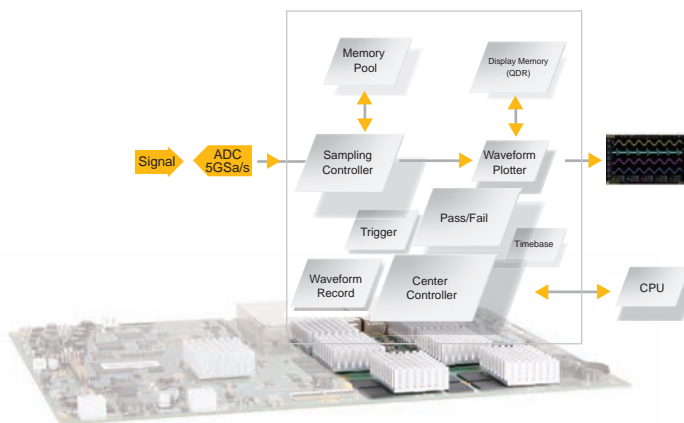 Memory
Pool
Display Memory
(QDR)
Signal
ADC
5GSa/s
Sampling
Controller
Waveform
Plotter
Pass/Fail
Trigger
Timebase
Waveform
Record
Center
Controller
CPU